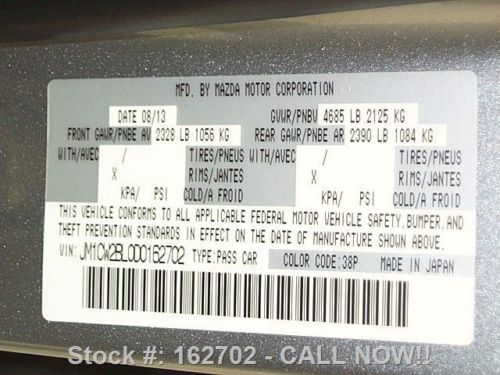 MFD. BY MAZDA MOTOR CORPORATION
DATE 08/13 GVWR/PNBV 4685 LB 2125 KG
FRONT GAWR/PNBE AV 2328 LB 1056 KG REAR GAWR/PNBE AR 2390 LB 1084 KG
WITH/AVEC / TIRES/PNEUS WITH/AVEC / TIRES/PNEUS
X RIMS/JANTES X RIMS/JANTES
KPA/ PSI COLD/A FROID KPA/ PSI COLD/A FROID
THIS VEHICLE CONFORMS TO ALL APPLICABLE FEDERAL MOTOR VEHICLE SAFETY, BUMPER, AND
THEFT PREVENTION STANDARDS IN EFFECT ON THE DATE OF MANUFACTURE SHOWN ABOVE.
VIN: JM1CW2BL0D0162702 TYPE: PASS CAR COLOR CODE: 38P MADE IN JAPAN
Stock #: 162702 - CALL NOW!!